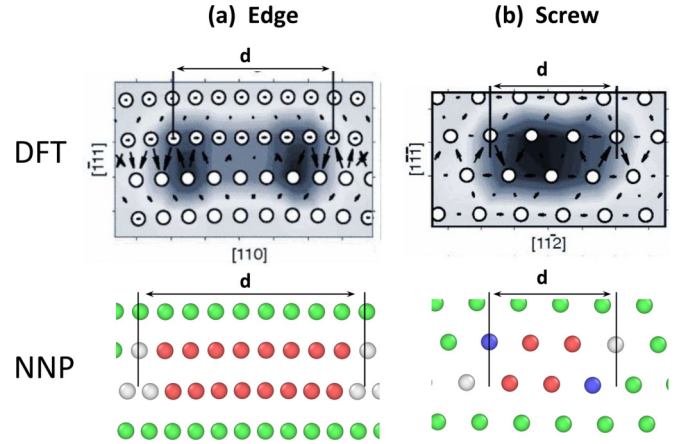 (a) Edge
(b) Screw
d
d
DFT
[1̄11]
[11̄1̄]
[110]
[11̄2]
d
d
NNP